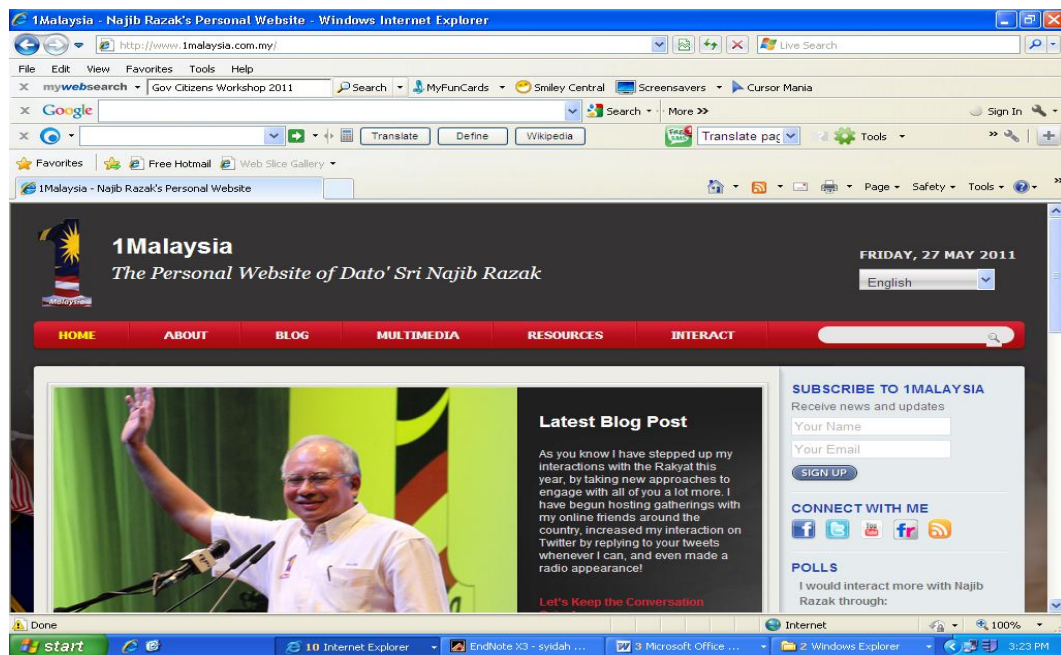 1Malaysia - Najib Razak's Personal Website - Windows Internet Explorer
http://www.1malaysia.com.my/
Live Search
File Edit View Favorites Tools Help
mywebsearch Gov Citizens Workshop 2011 Search MyFunCards Smiley Central Screensavers Cursor Mania
Google Search More >> Sign In
Translate Define Wikipedia FREE SMS Translate pag Tools
Favorites Free Hotmail Web Slice Gallery
1Malaysia - Najib Razak's Personal Website Page Safety Tools
1Malaysia
The Personal Website of Dato' Sri Najib Razak
Malaysia
FRIDAY, 27 MAY 2011
English
HOME ABOUT BLOG MULTIMEDIA RESOURCES INTERACT
Latest Blog Post
As you know I have stepped up my
interactions with the Rakyat this
year, by taking new approaches to
engage with all of you a lot more. I
have begun hosting gatherings with
my online friends around the
country, increased my interaction on
Twitter by replying to your tweets
whenever I can, and even made a
radio appearance!
Let's Keep the Conversation
SUBSCRIBE TO 1MALAYSIA
Receive news and updates
Your Name
Your Email
SIGN UP
CONNECT WITH ME
POLLS
I would interact more with Najib
Razak through:
Done Internet 100%
start 10 Internet Explorer EndNote X3 - syidah ... 3 Microsoft Office ... 2 Windows Explorer 3:23 PM